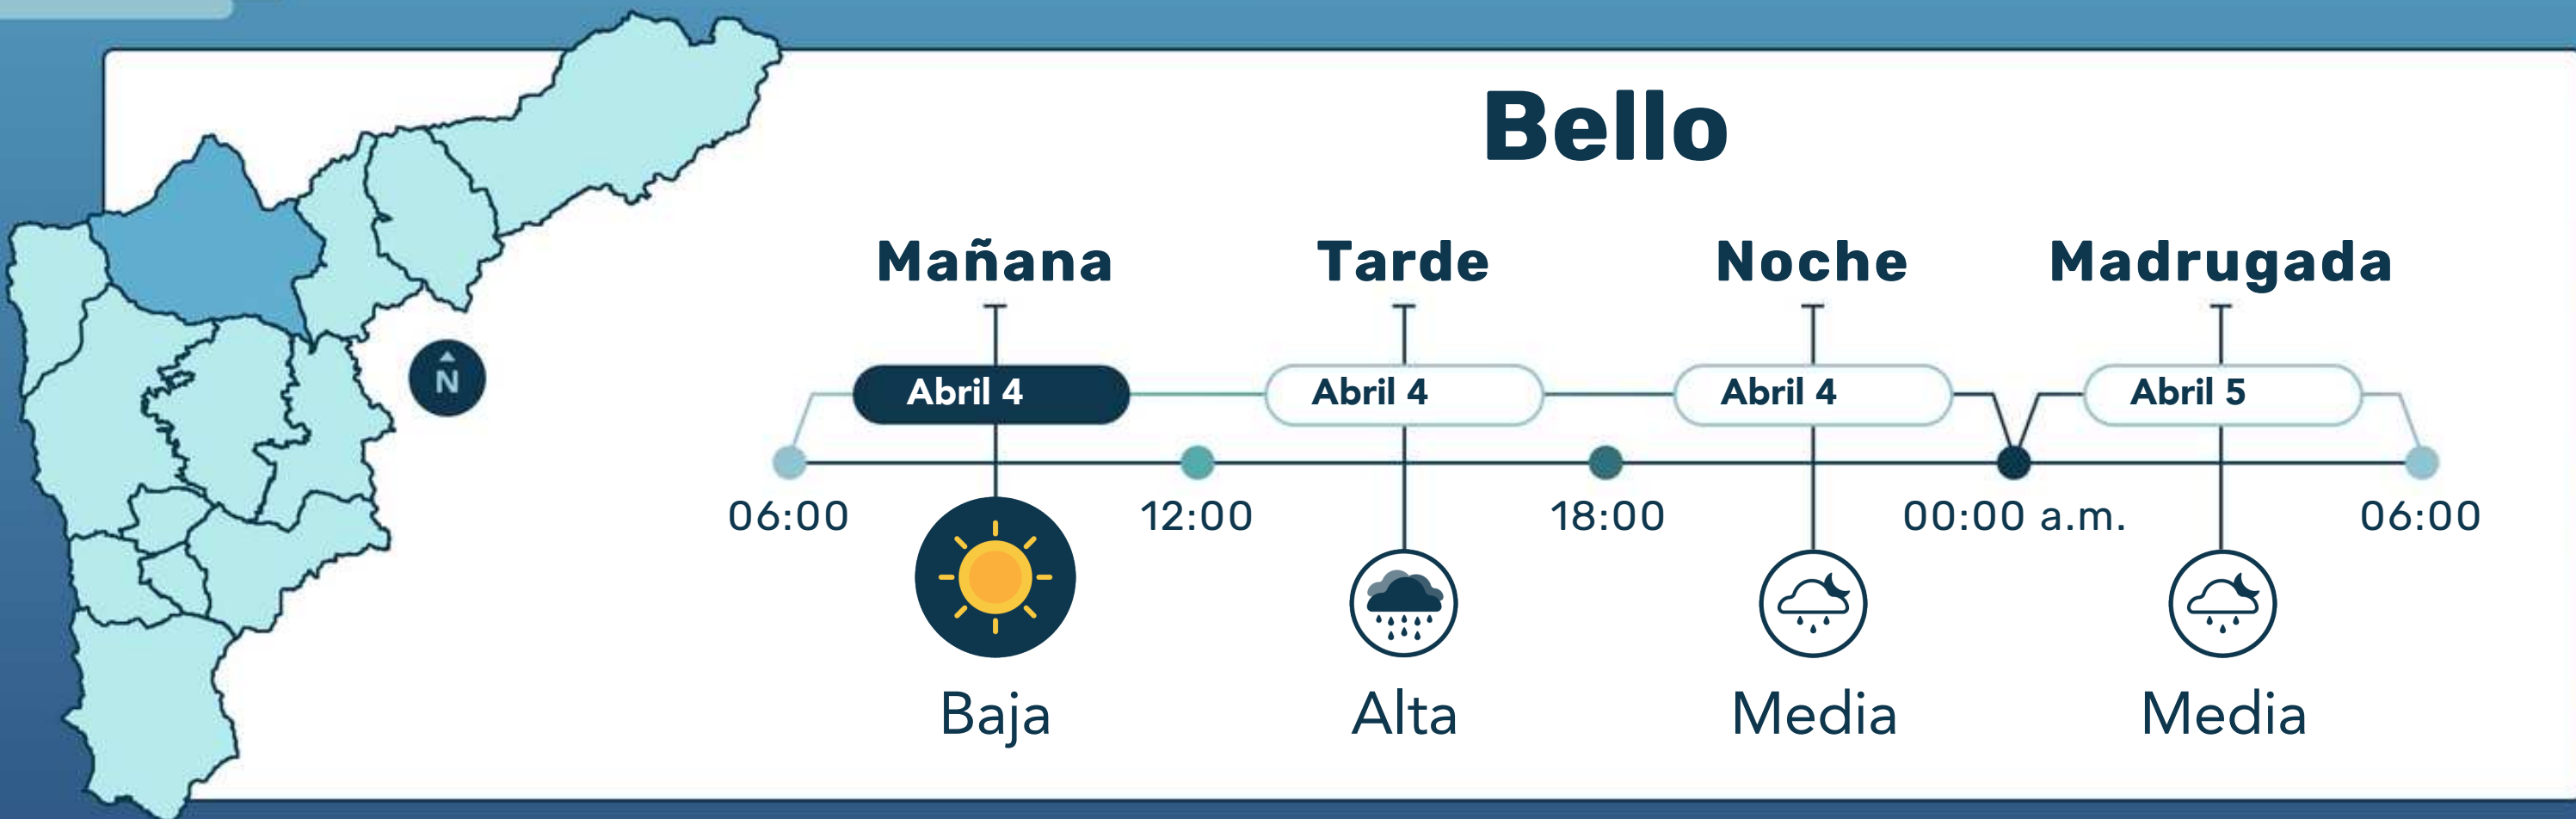 Bello
Mañana Tarde Noche Madrugada
N
Abril 4 Abril 4 Abril 4 Abril 5
06:00 12:00 18:00 00:00 a.m. 06:00
Baja Alta Media Media